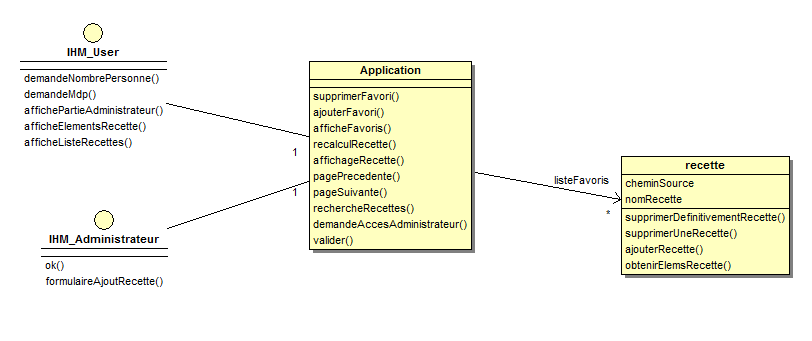 IHM_User
demandeNombrePersonne()
demandeMdp()
affichePartieAdministrateur()
afficheElementsRecette()
afficheListeRecettes()
1
Application
supprimerFavori()
ajouterFavori()
afficheFavoris()
recalculRecette()
affichageRecette()
pagePrecedente()
pageSuivante()
rechercheRecettes()
demandeAccesAdministrateur()
valider()
1
IHM_Administrateur
ok()
formulaireAjoutRecette()
listeFavoris
*
recette
cheminSource
nomRecette
supprimerDefinitivementRecette()
supprimerUneRecette()
ajouterRecette()
obtenirElemsRecette()